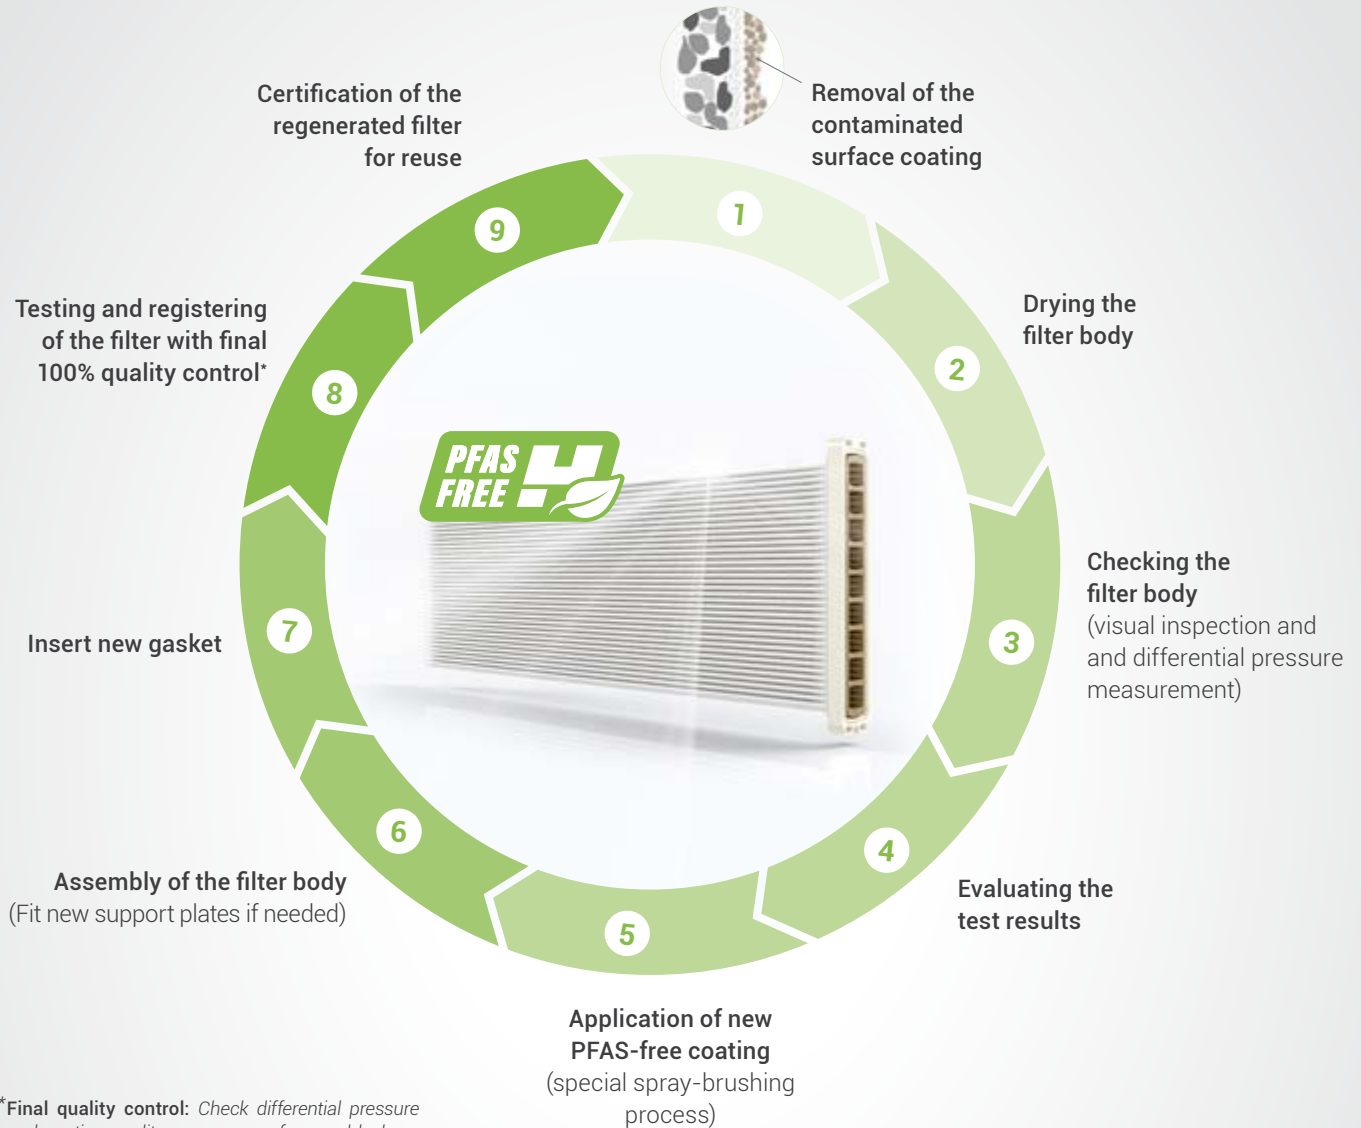 Removal of the
contaminated
surface coating
1
Drying the
filter body
2
Checking the
filter body
(visual inspection and
and differential pressure
measurement)
3
Evaluating the
test results
4
Application of new
PFAS-free coating
(special spray-brushing
process)
5
Assembly of the filter body
(Fit new support plates if needed)
6
Insert new gasket
7
Testing and registering
of the filter with final
100% quality control*
8
Certification of the
regenerated filter
for reuse
9
PFAS
FREE
*Final quality control: Check differential pressure